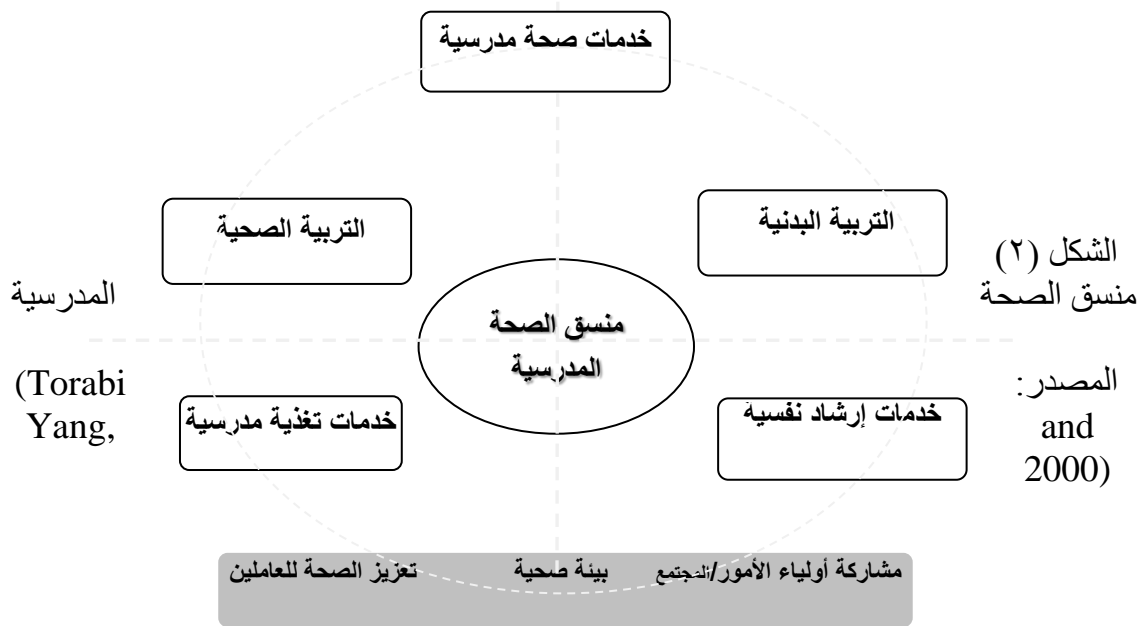 خدمات صحة مدرسية
التربية البدنية
التربية الصحية
الشكل (٢)
منسق الصحة
المدرسية
منسق الصحة
المدرسية
المصدر:
(Torabi
and
Yang,
2000)
خدمات إرشاد نفسية
خدمات تغذية مدرسية
مشاركة أولياء الأمور/المجتمع
بيئة صحية
تعزيز الصحة للعاملين